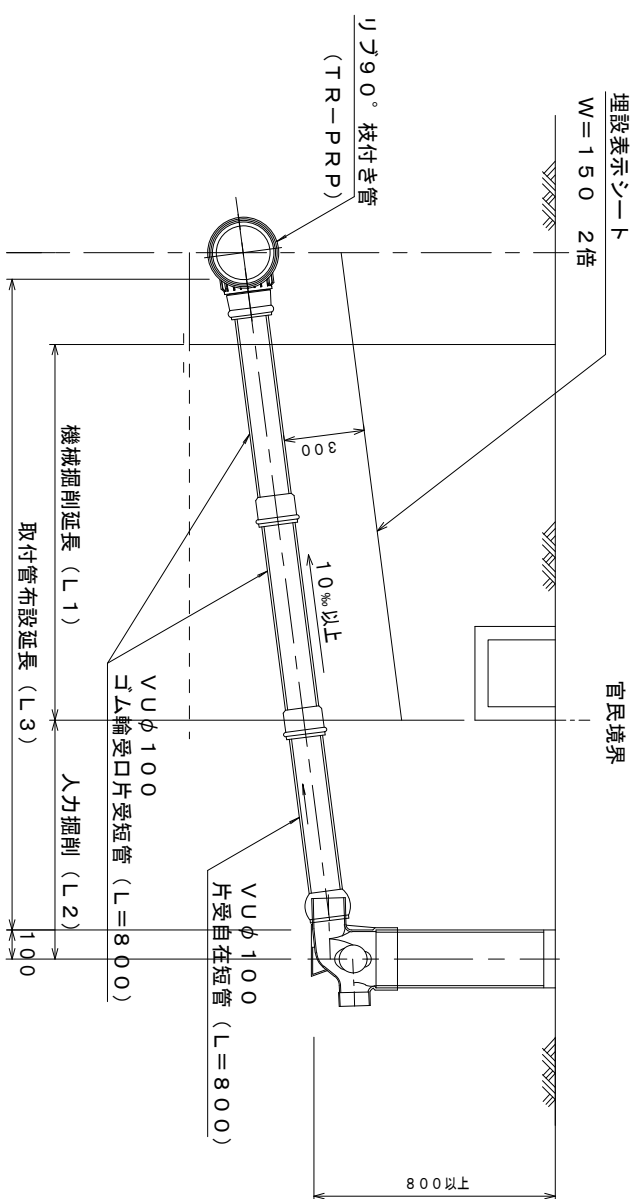 埋設表示シート
W=150 2倍
官民境界
リブ90°枝付き管
(TR-PRP)
300
10‰以上
800以上
VUφ100
片受自在短管 (L=800)
VUφ100
ゴム輪受口片受短管 (L=800)
機械掘削延長 (L1)
人力掘削 (L2)
取付管布設延長 (L3)
100